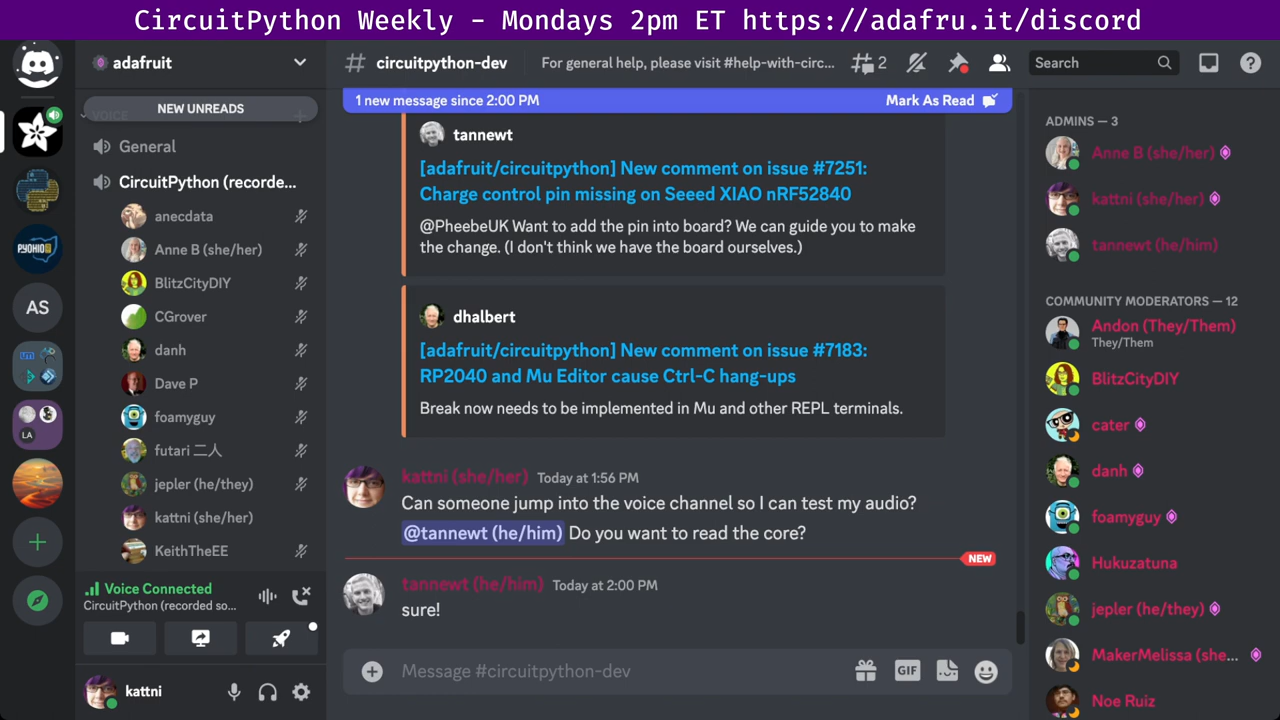 CircuitPython Weekly - Mondays 2pm ET https://adafru.it/discord
adafruit
NEW UNREADS
VOICE
General
CircuitPython (recorde...
anecdata
Anne B (she/her)
BlitzCityDIY
CGrover
danh
Dave P
foamyguy
futari 二人
jepler (he/they)
kattni (she/her)
KeithTheEE
Voice Connected
CircuitPython (recorded so...
kattni
AS
LA
circuitpython-dev
For general help, please visit #help-with-circ...
2
Search
1 new message since 2:00 PM
Mark As Read
tannewt
[adafruit/circuitpython] New comment on issue #7251:
Charge control pin missing on Seeed XIAO nRF52840
@PheebeUK Want to add the pin into board? We can guide you to make
the change. (I don't think we have the board ourselves.)
dhalbert
[adafruit/circuitpython] New comment on issue #7183:
RP2040 and Mu Editor cause Ctrl-C hang-ups
Break now needs to be implemented in Mu and other REPL terminals.
kattni (she/her) Today at 1:56 PM
Can someone jump into the voice channel so I can test my audio?
@tannewt (he/him) Do you want to read the core?
NEW
tannewt (he/him) Today at 2:00 PM
sure!
Message #circuitpython-dev
GIF
ADMINS — 3
Anne B (she/her)
kattni (she/her)
tannewt (he/him)
COMMUNITY MODERATORS — 12
Andon (They/Them)
They/Them
BlitzCityDIY
cater
danh
foamyguy
Hukuzatuna
jepler (he/they)
MakerMelissa (she...
Noe Ruiz